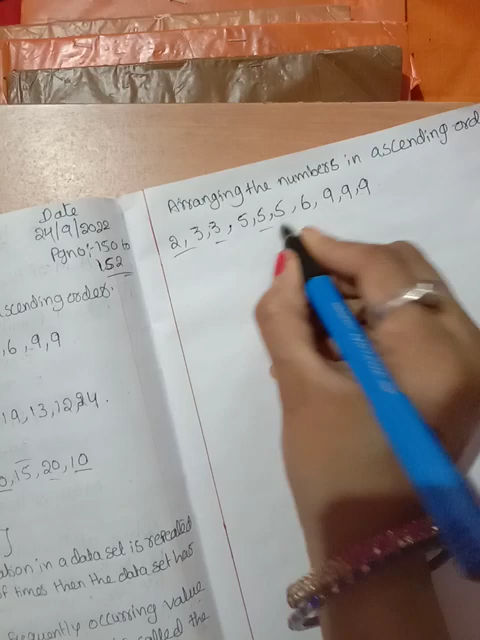 Date
24/9/2022
Pg no:-150 to
152
ascending order.
,6,9,9
19,13,12,24.
0,15,20,10
in a data set is repeated
of times then the data set has
frequently occurring value
called the
Arranging the numbers in ascending ord
2,3,3,5,5,5,6,9,9,9